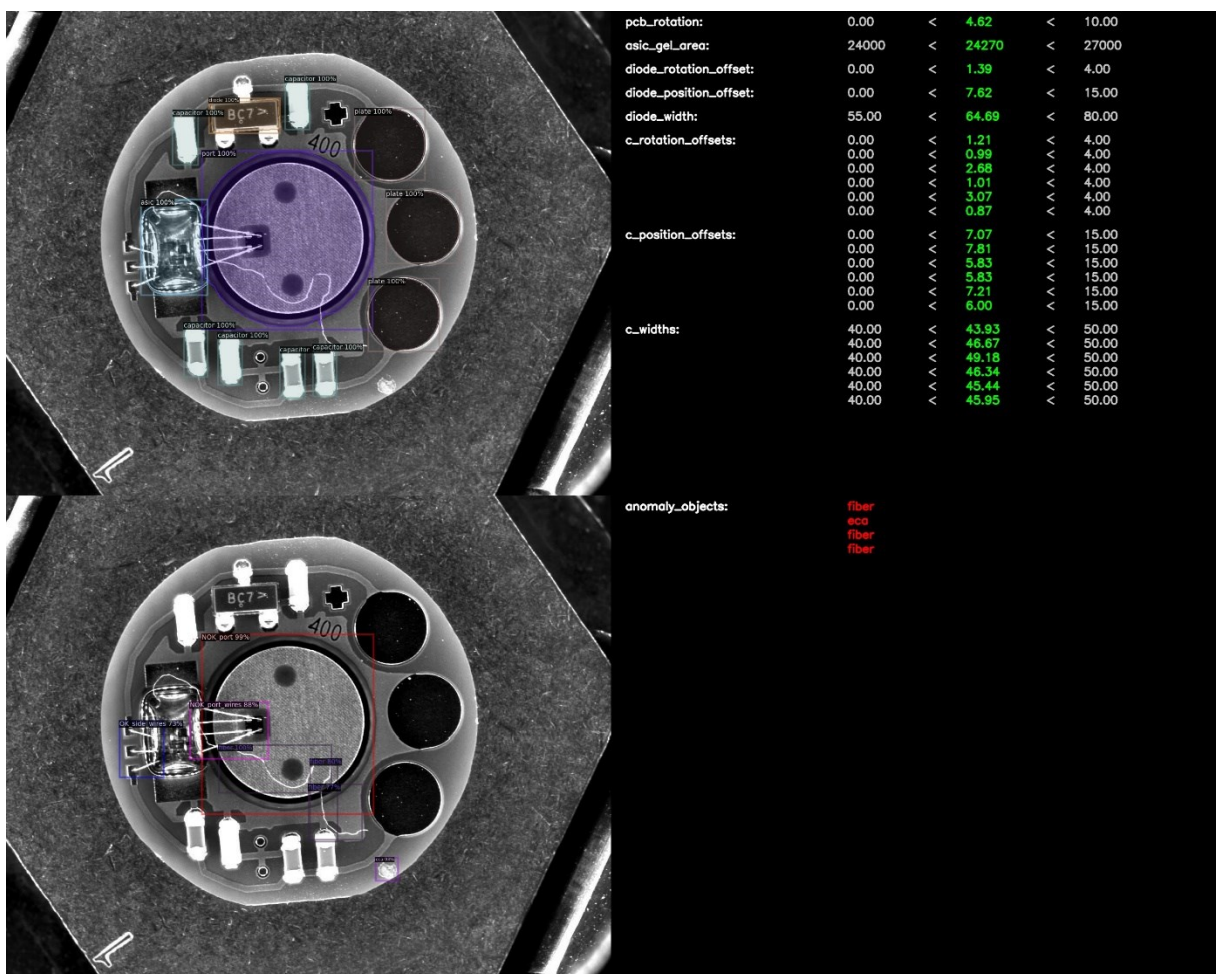 pcb_rotation: 0.00 < 4.62 < 10.00
asic_gel_area: 24000 < 24270 < 27000
diode_rotation_offset: 0.00 < 1.39 < 4.00
diode_position_offset: 0.00 < 7.62 < 15.00
diode_width: 55.00 < 64.69 < 80.00
c_rotation_offsets: 0.00 < 1.21 < 4.00
0.00 < 0.99 < 4.00
0.00 < 2.68 < 4.00
0.00 < 1.01 < 4.00
0.00 < 3.07 < 4.00
0.00 < 0.87 < 4.00
c_position_offsets: 0.00 < 7.07 < 15.00
0.00 < 7.81 < 15.00
0.00 < 5.83 < 15.00
0.00 < 5.83 < 15.00
0.00 < 7.21 < 15.00
0.00 < 6.00 < 15.00
c_widths: 40.00 < 43.93 < 50.00
40.00 < 46.67 < 50.00
40.00 < 49.18 < 50.00
40.00 < 46.34 < 50.00
40.00 < 45.44 < 50.00
40.00 < 45.95 < 50.00
capacitor 100%
diode 100%
capacitor 100%
BC7>
plate 100%
400
port 100%
plate 100%
asic 100%
plate 100%
capacitor 100%
capacitor 100%
capacitor
capacitor 100%
anomaly_objects: fiber
eca
fiber
fiber
BC7>
400
NOK_port 99%
NOK_port_wires 88%
OK_side_wires 73%
fiber 100%